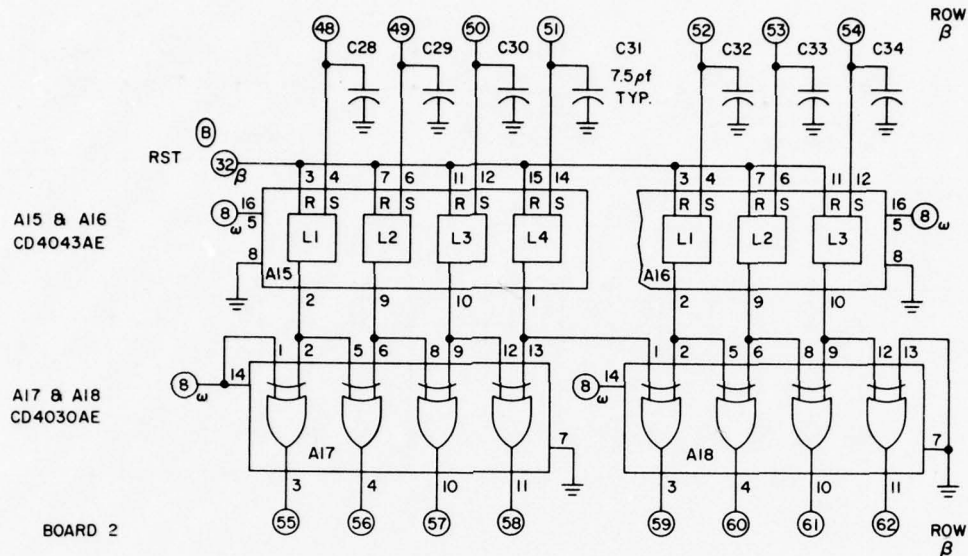 48 49 50 51 52 53 54 ROW
β
C28 C29 C30 C31 C32 C33 C34
7.5pf
TYP.
B
RST 32 β
3 4 7 6 11 12 15 14 3 4 7 6 11 12
R S R S R S R S R S R S R S
A15 & A16
CD4043AE
8 ω 16 5 16 5 8 ω
L1 L2 L3 L4 L1 L2 L3
8 8
A15 A16
2 9 10 1 2 9 10
1 2 5 6 8 9 12 13 1 2 5 6 8 9 12 13
8 ω 14 8 ω 14
A17 & A18
CD4030AE
7 7
A17 A18
3 4 10 11 3 4 10 11
55 56 57 58 59 60 61 62
BOARD 2 ROW
β